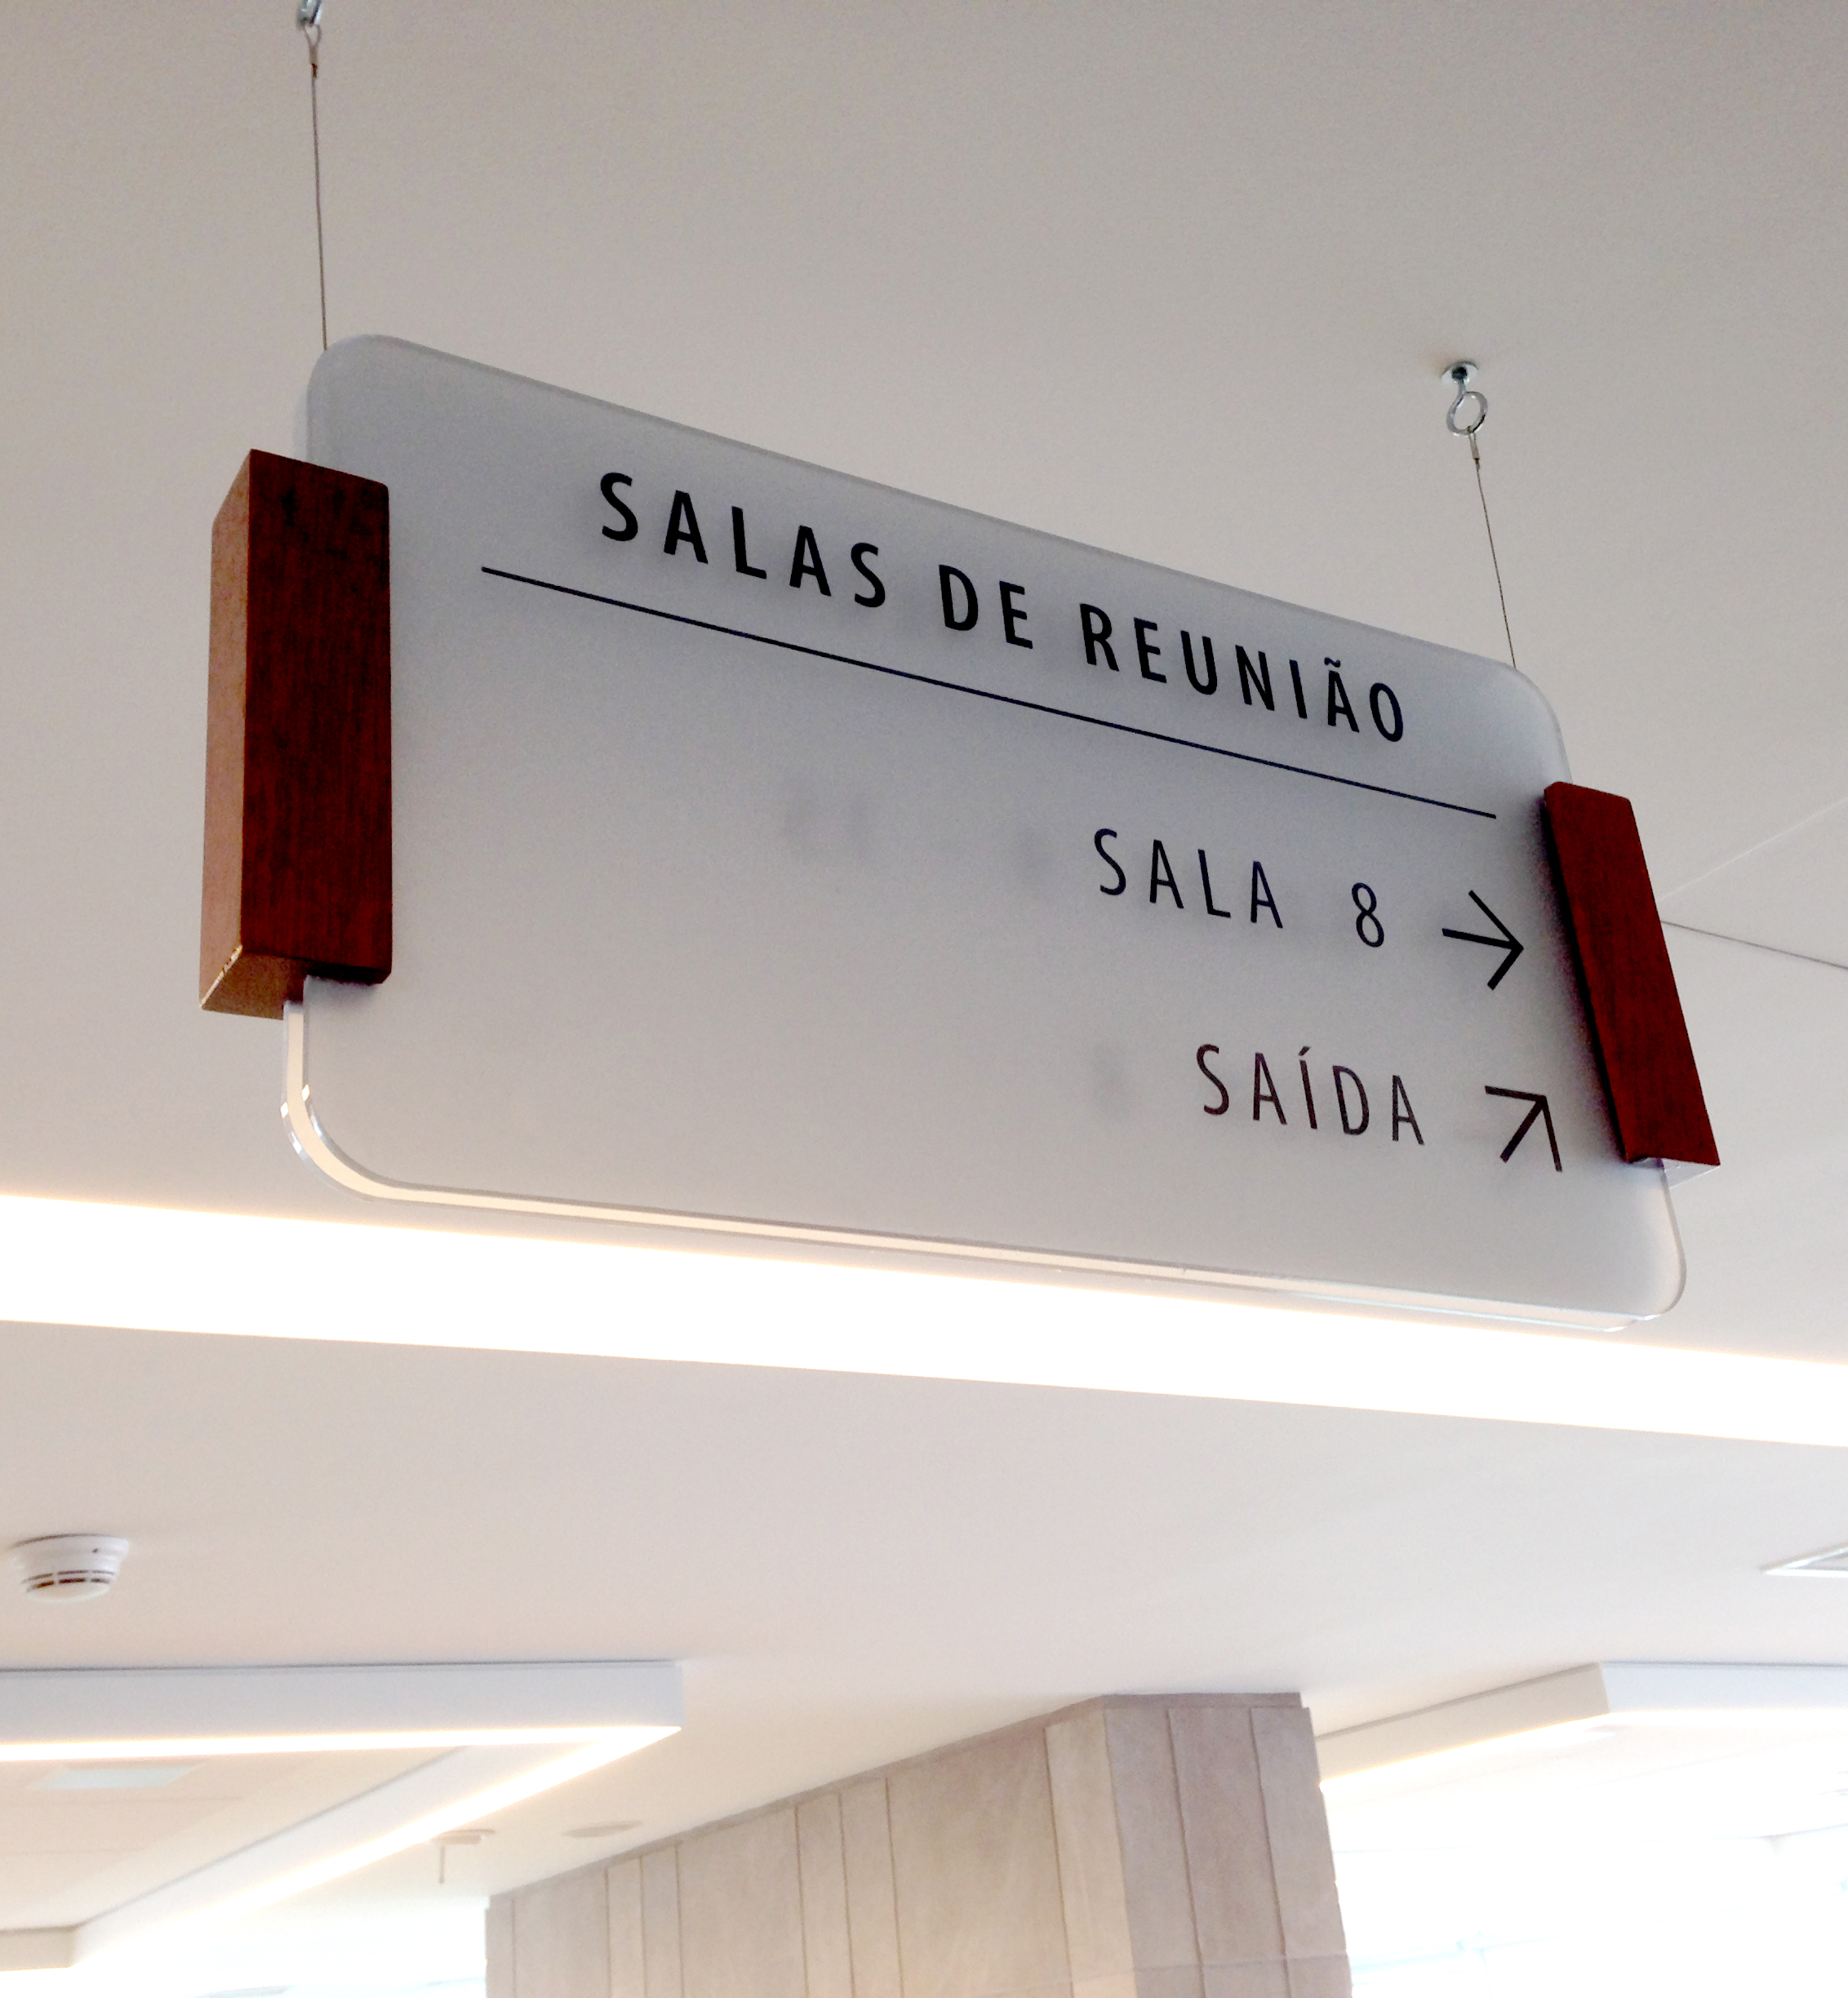 SALAS DE REUNIÃO
SALA 8 →
SAÍDA ↗